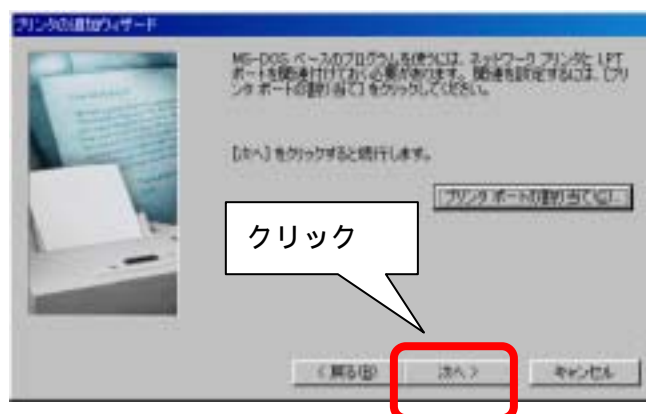 プリンタの追加ウィザード
MS-DOS ベースのプログラムを使うには、ネットワーク プリンタと LPT
ポートを関連付けておく必要があります。関連を設定するには、[プリ
ンタ ポートの割り当て] をクリックしてください。
[次へ] をクリックすると続行します。
プリンタ ポートの割り当て(C)...
クリック
< 戻る(B)
次へ >
キャンセル